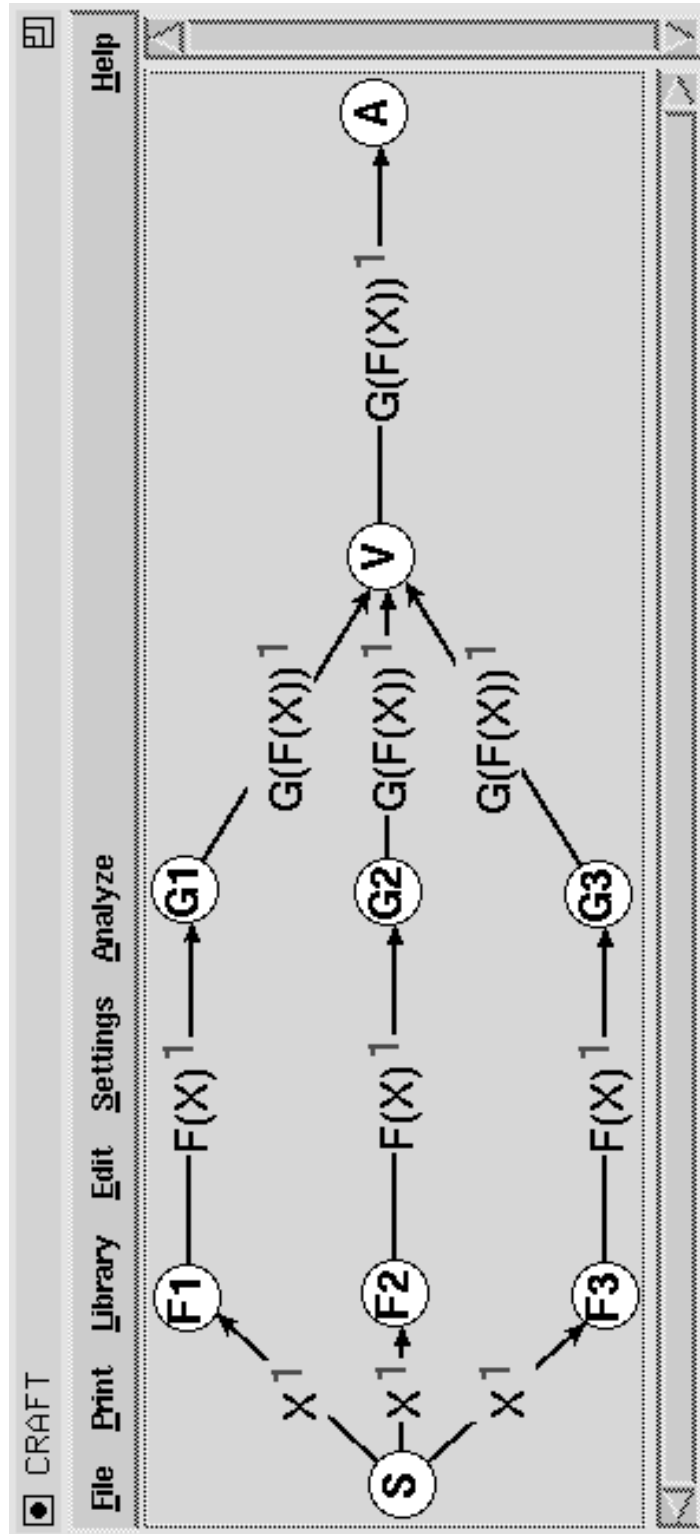 CRAFT
File Print Library Edit Settings Analyze Help
F1 F(X) 1 G1
X 1 G(F(X)) 1
S X 1 F2 F(X) 1 G2 G(F(X)) 1 V G(F(X)) 1 A
X 1 G(F(X)) 1
F3 F(X) 1 G3